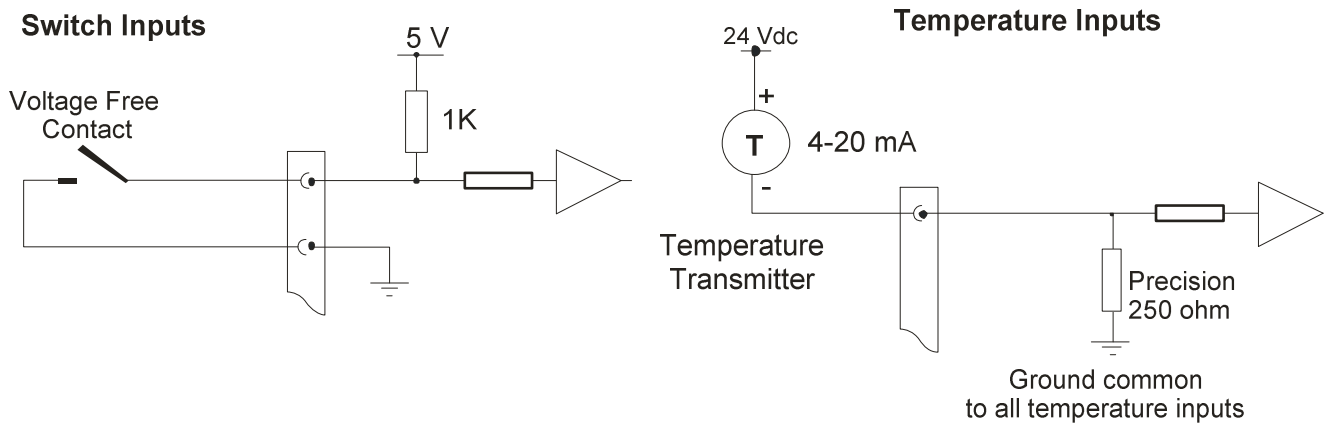 Switch Inputs
5 V
Voltage Free
Contact
1K
Temperature Inputs
24 Vdc
+
T
4-20 mA
-
Temperature
Transmitter
Precision
250 ohm
Ground common
to all temperature inputs